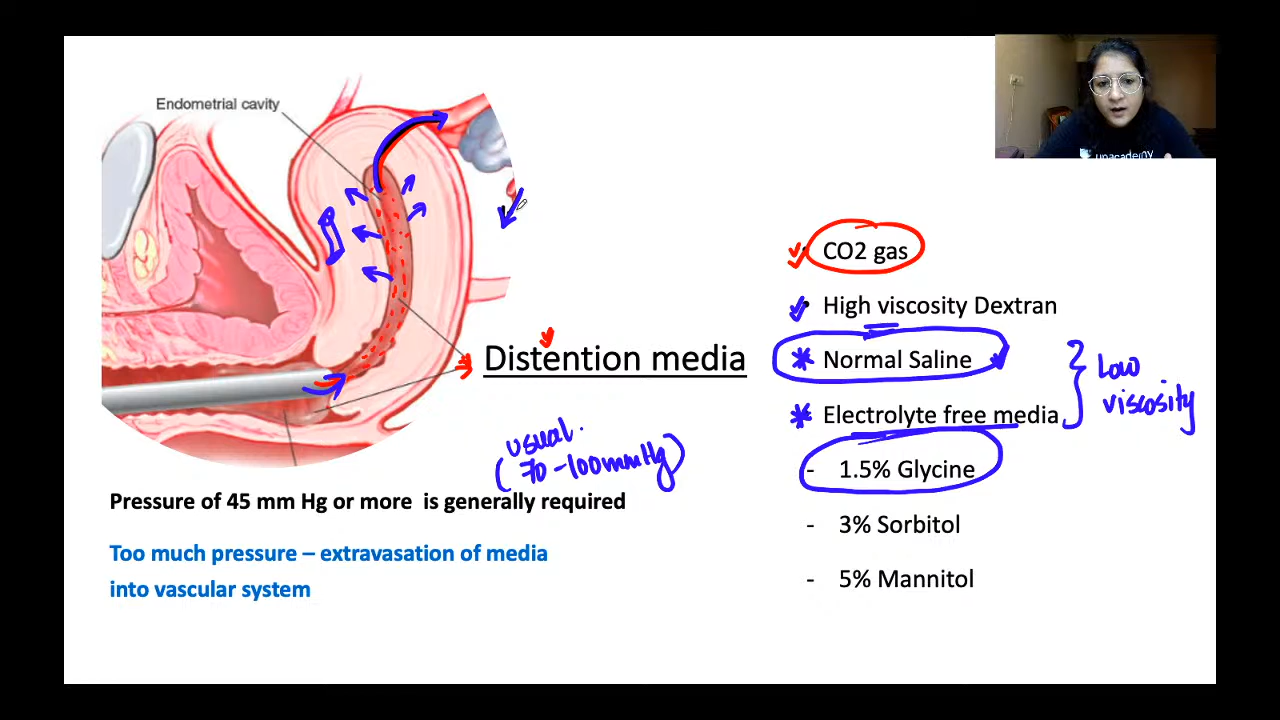 Endometrial cavity
unacademy
CO2 gas
High viscosity Dextran
Distention media
* Normal Saline
* Electrolyte free media
} Low viscosity
- 1.5% Glycine
- 3% Sorbitol
- 5% Mannitol
usual.
(70-100mmHg)
Pressure of 45 mm Hg or more is generally required
Too much pressure – extravasation of media
into vascular system